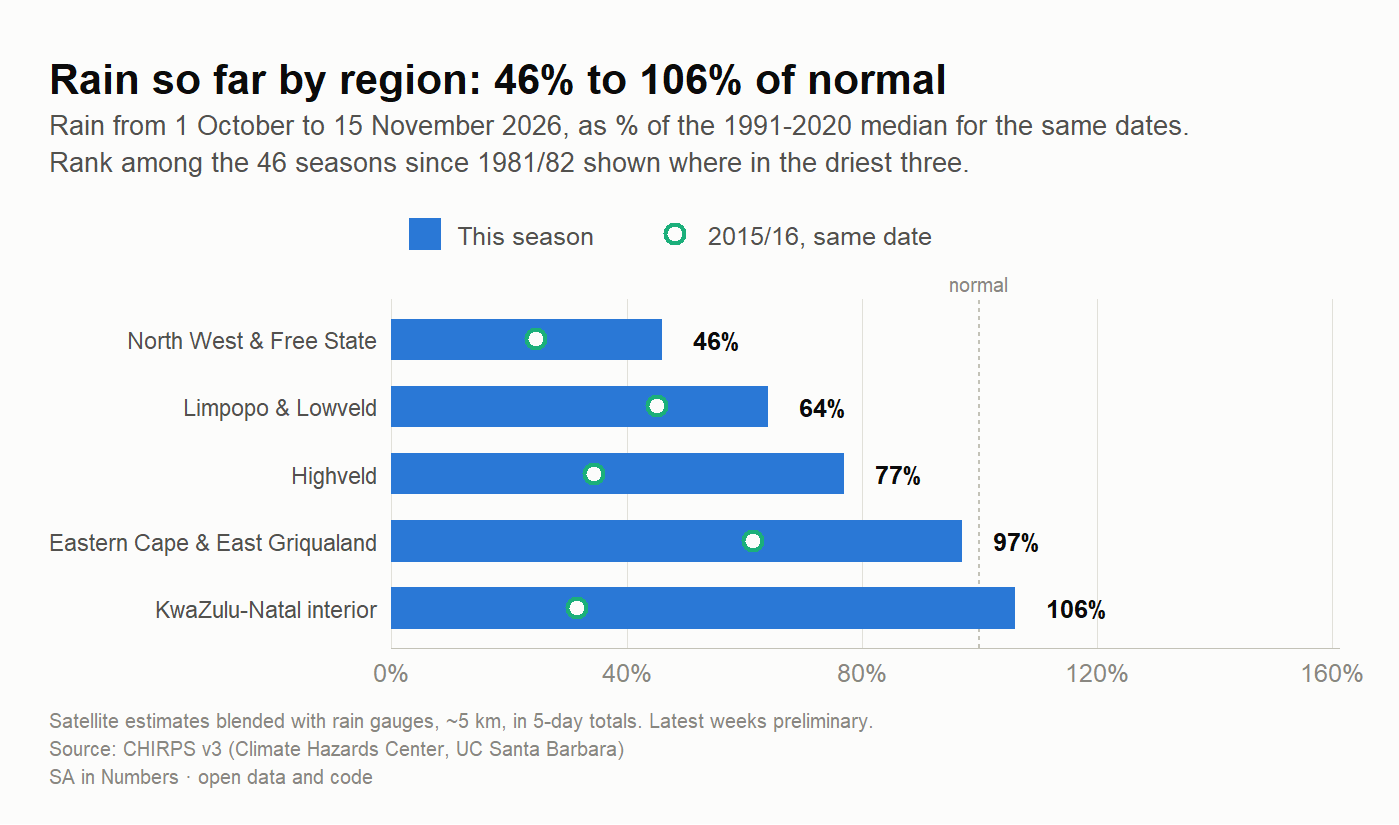 Rain so far by region: 46% to 106% of normal
Rain from 1 October to 15 November 2026, as % of the 1991-2020 median for the same dates.
Rank among the 46 seasons since 1981/82 shown where in the driest three.
This season
2015/16, same date
normal
North West & Free State
46%
Limpopo & Lowveld
64%
Highveld
77%
Eastern Cape & East Griqualand
97%
KwaZulu-Natal interior
106%
0%
40%
80%
120%
160%
Satellite estimates blended with rain gauges, ~5 km, in 5-day totals. Latest weeks preliminary.
Source: CHIRPS v3 (Climate Hazards Center, UC Santa Barbara)
SA in Numbers · open data and code